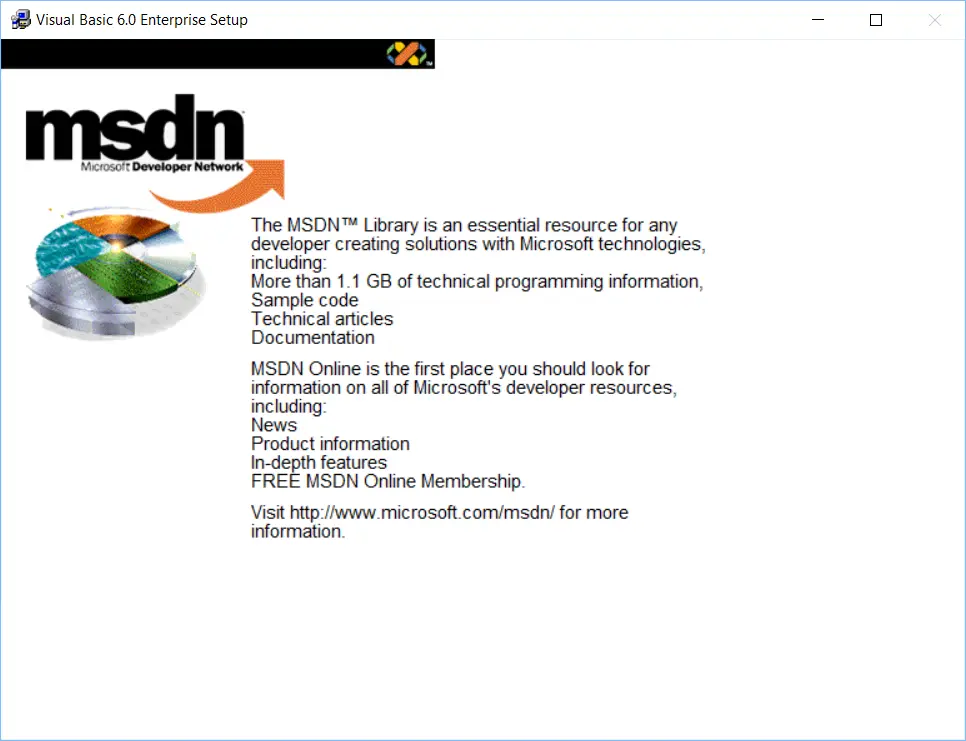 Visual Basic 6.0 Enterprise Setup
TM
msdn
Microsoft Developer Network
The MSDN™ Library is an essential resource for any
developer creating solutions with Microsoft technologies,
including:
More than 1.1 GB of technical programming information,
Sample code
Technical articles
Documentation
MSDN Online is the first place you should look for
information on all of Microsoft's developer resources,
including:
News
Product information
In-depth features
FREE MSDN Online Membership.
Visit http://www.microsoft.com/msdn/ for more
information.